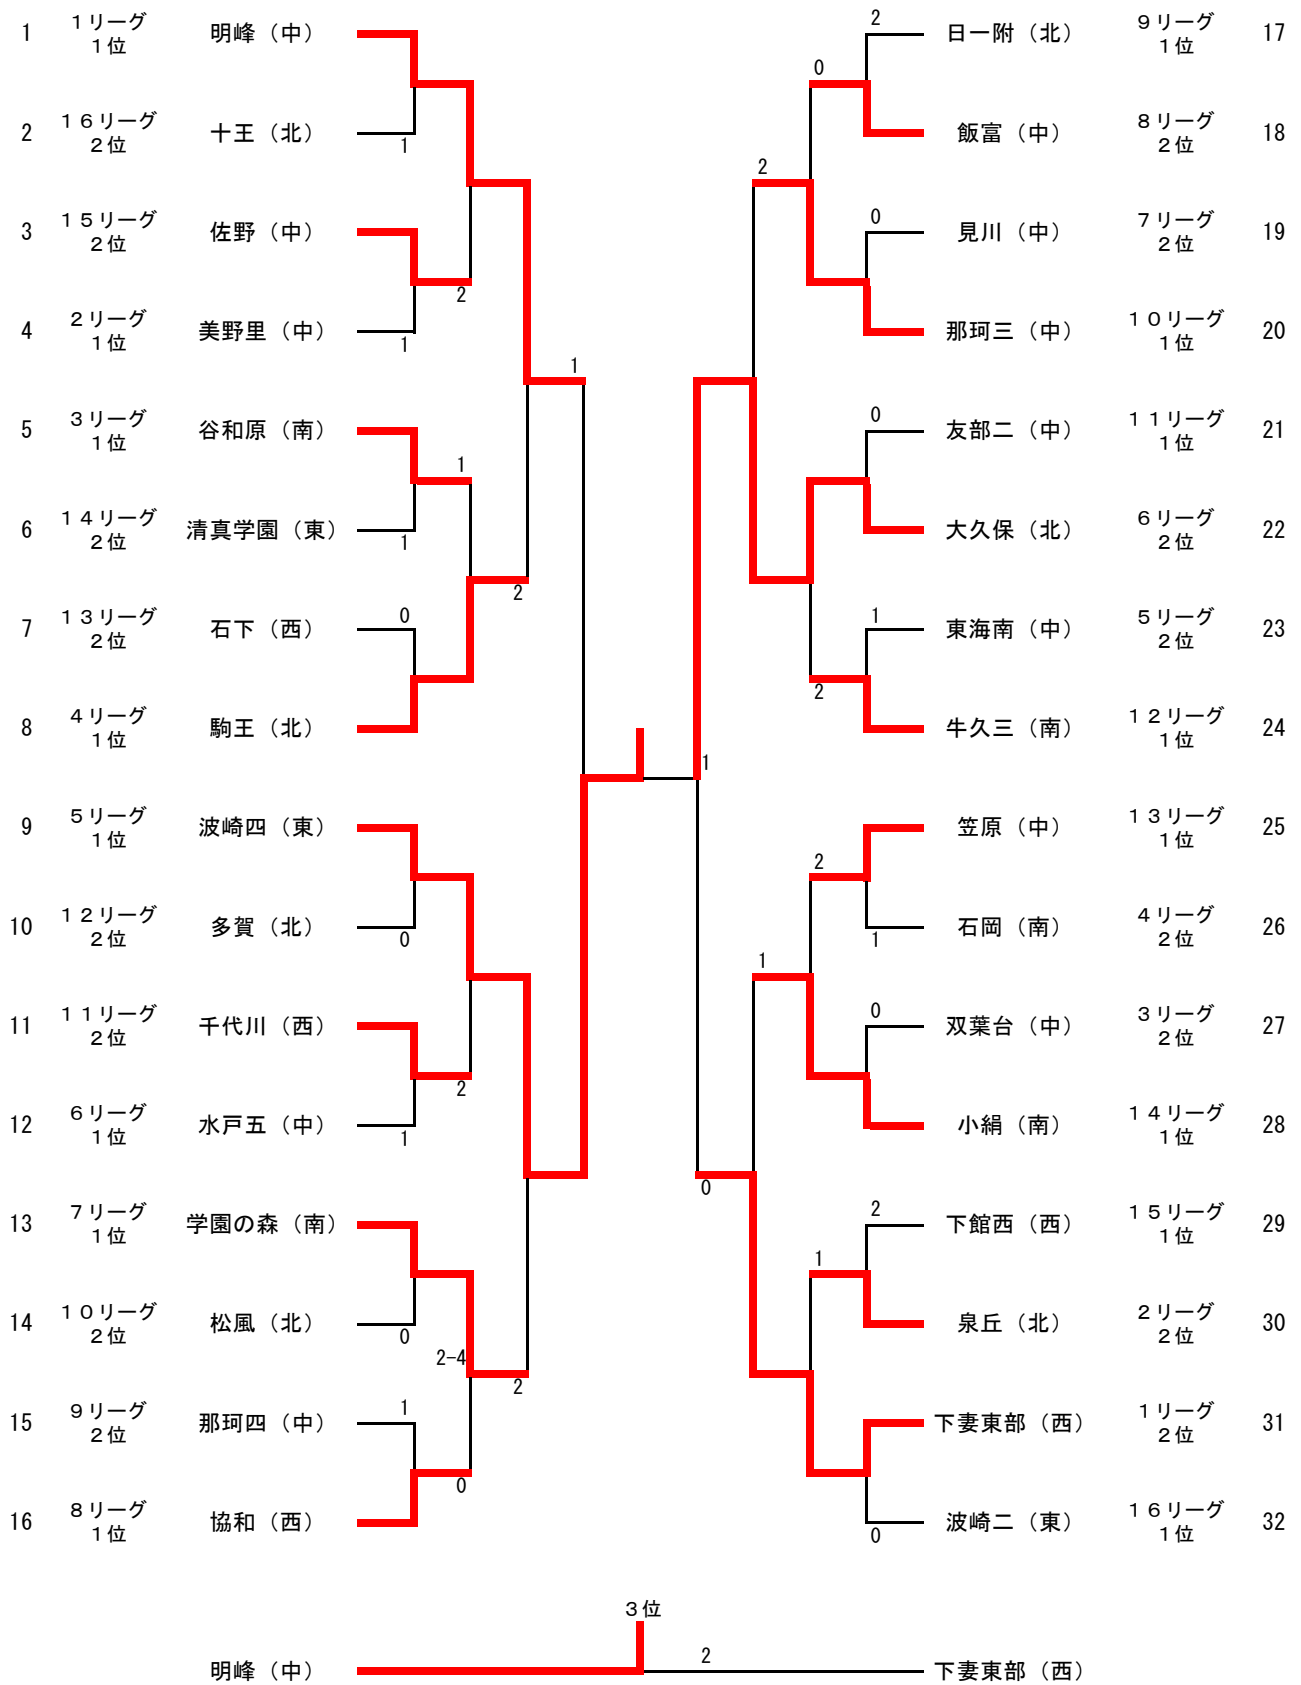 1 １リーグ １位 明峰（中）
2 １６リーグ ２位 十王（北） 1
3 １５リーグ ２位 佐野（中） 2
4 ２リーグ １位 美野里（中） 1
1
5 ３リーグ １位 谷和原（南） 1
6 １４リーグ ２位 清真学園（東） 1
2
7 １３リーグ ２位 石下（西） 0
8 ４リーグ １位 駒王（北）
9 ５リーグ １位 波崎四（東）
10 １２リーグ ２位 多賀（北） 0
11 １１リーグ ２位 千代川（西） 2
12 ６リーグ １位 水戸五（中） 1
13 ７リーグ １位 学園の森（南）
14 １０リーグ ２位 松風（北） 0
2-4
2
15 ９リーグ ２位 那珂四（中） 1
0
16 ８リーグ １位 協和（西）
2 日一附（北） ９リーグ １位 17
0
飯富（中） ８リーグ ２位 18
2
0 見川（中） ７リーグ ２位 19
那珂三（中） １０リーグ １位 20
0 友部二（中） １１リーグ １位 21
大久保（北） ６リーグ ２位 22
1 東海南（中） ５リーグ ２位 23
2
牛久三（南） １２リーグ １位 24
1
笠原（中） １３リーグ １位 25
2
1 石岡（南） ４リーグ ２位 26
1
0 双葉台（中） ３リーグ ２位 27
小絹（南） １４リーグ １位 28
0
2 下館西（西） １５リーグ １位 29
1
泉丘（北） ２リーグ ２位 30
下妻東部（西） １リーグ ２位 31
0 波崎二（東） １６リーグ １位 32
３位
明峰（中） 2 下妻東部（西）